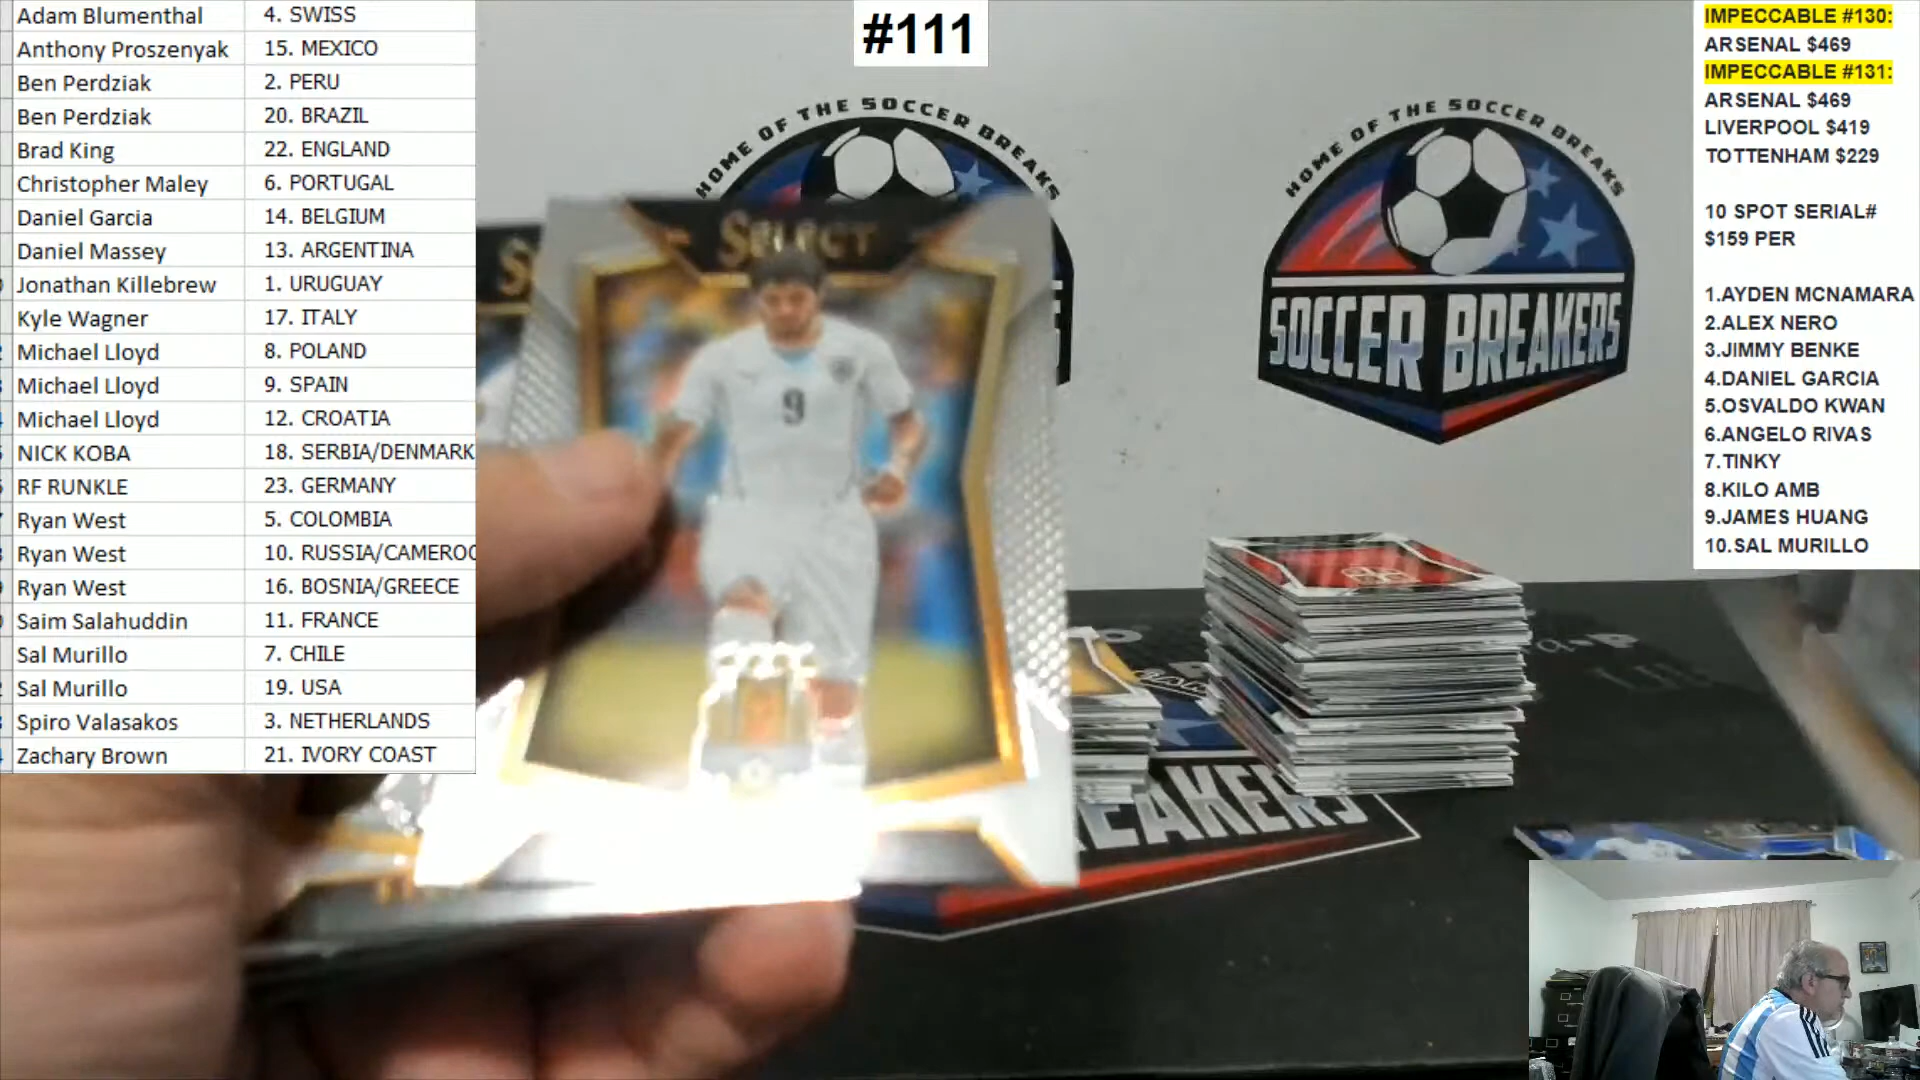 Adam Blumenthal 4. SWISS
Anthony Proszenyak 15. MEXICO
Ben Perdziak 2. PERU
Ben Perdziak 20. BRAZIL
Brad King 22. ENGLAND
Christopher Maley 6. PORTUGAL
Daniel Garcia 14. BELGIUM
Daniel Massey 13. ARGENTINA
Jonathan Killebrew 1. URUGUAY
Kyle Wagner 17. ITALY
Michael Lloyd 8. POLAND
Michael Lloyd 9. SPAIN
Michael Lloyd 12. CROATIA
NICK KOBA 18. SERBIA/DENMARK
RF RUNKLE 23. GERMANY
Ryan West 5. COLOMBIA
Ryan West 10. RUSSIA/CAMEROO
Ryan West 16. BOSNIA/GREECE
Saim Salahuddin 11. FRANCE
Sal Murillo 7. CHILE
Sal Murillo 19. USA
Spiro Valasakos 3. NETHERLANDS
Zachary Brown 21. IVORY COAST
#111
HOME OF THE SOCCER BREAKS
SELECT
9
HOME OF THE SOCCER BREAKS
SOCCER BREAKERS
EAKERS
IMPECCABLE #130:
ARSENAL $469
IMPECCABLE #131:
ARSENAL $469
LIVERPOOL $419
TOTTENHAM $229
10 SPOT SERIAL#
$159 PER
1.AYDEN MCNAMARA
2.ALEX NERO
3.JIMMY BENKE
4.DANIEL GARCIA
5.OSVALDO KWAN
6.ANGELO RIVAS
7.TINKY
8.KILO AMB
9.JAMES HUANG
10.SAL MURILLO